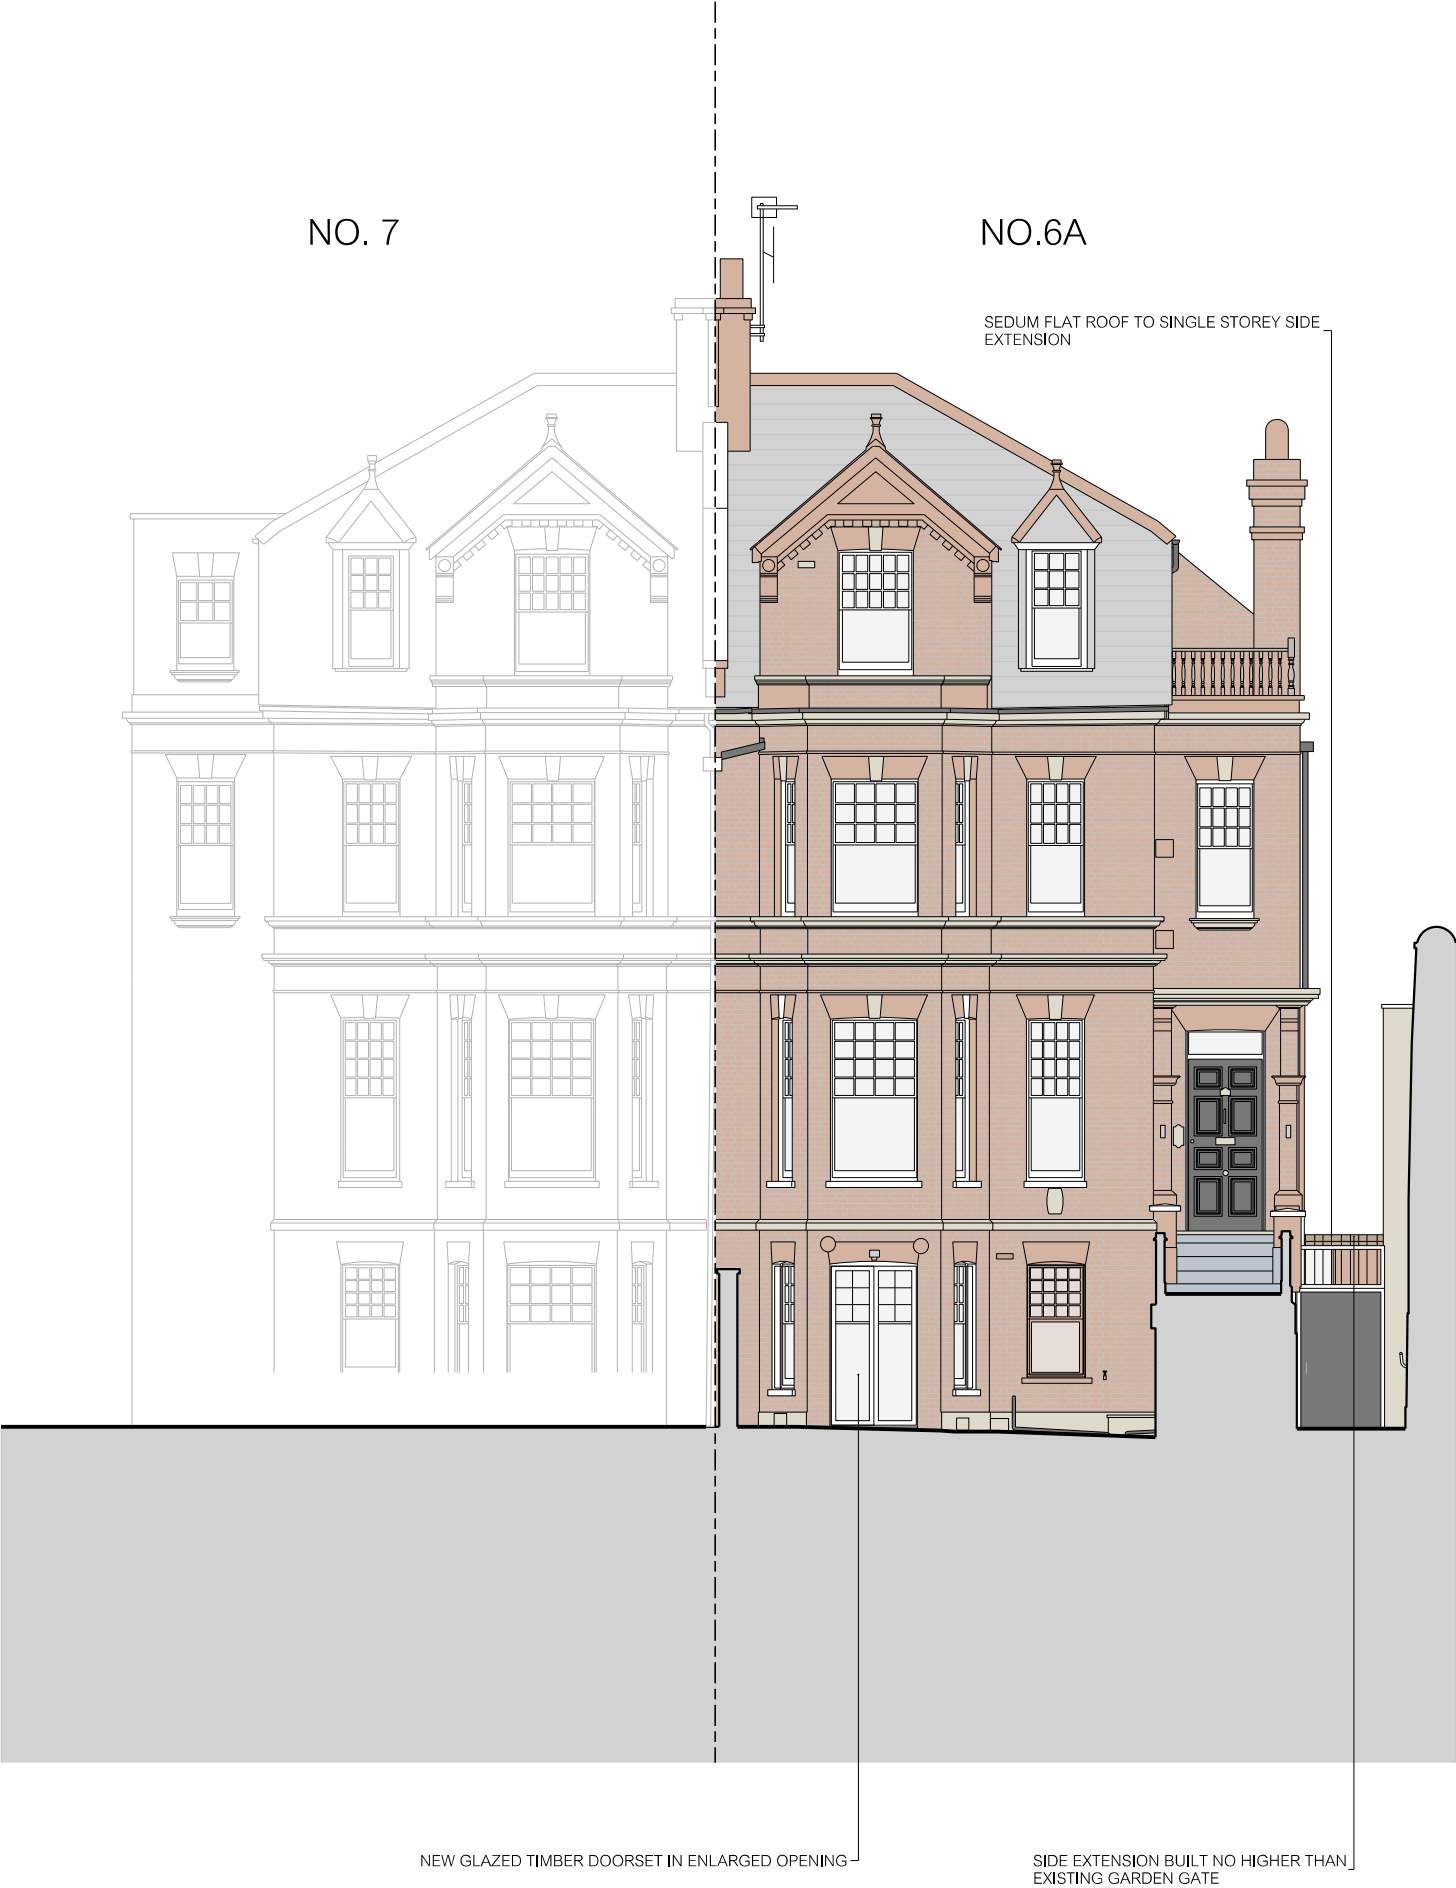 NO. 7
NO.6A
SEDUM FLAT ROOF TO SINGLE STOREY SIDE
EXTENSION
NEW GLAZED TIMBER DOORSET IN ENLARGED OPENING
SIDE EXTENSION BUILT NO HIGHER THAN
EXISTING GARDEN GATE